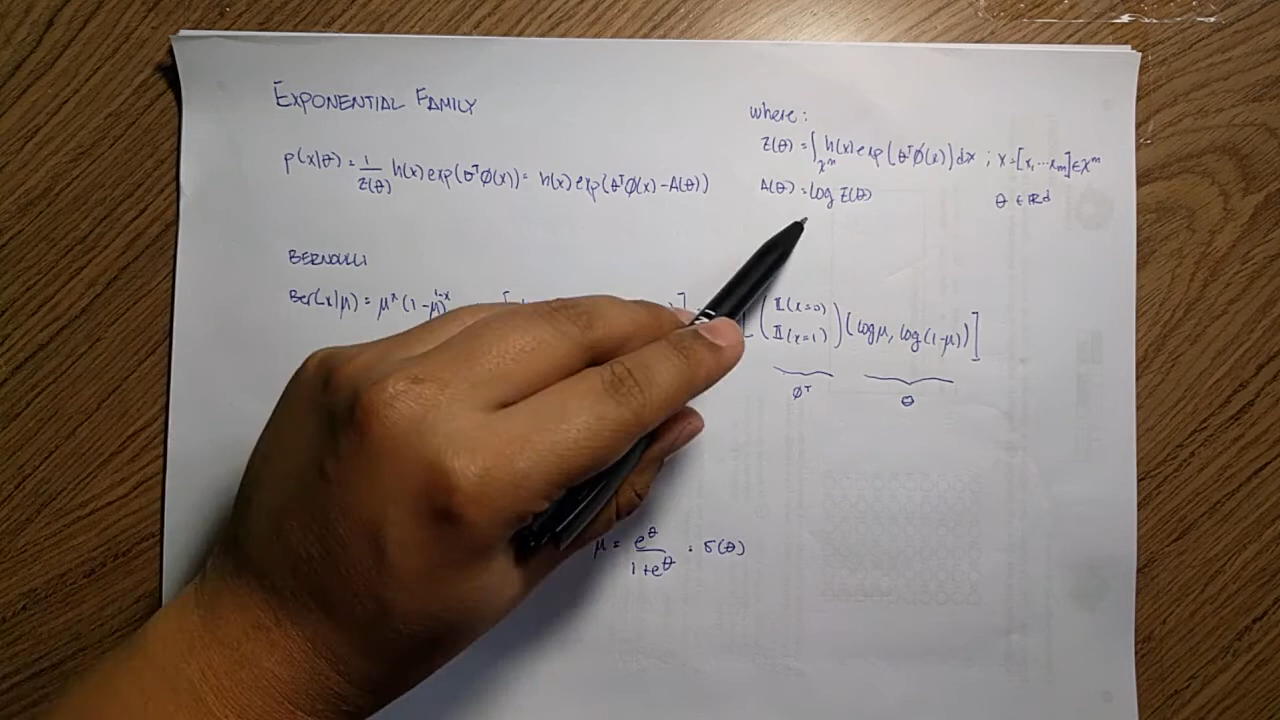 EXPONENTIAL FAMILY
p(x|θ) = 1/Z(θ) h(x) exp(θᵀϕ(x)) = h(x) exp(θᵀϕ(x) - A(θ))
where:
Z(θ) = ∫χᵐ h(x) exp(θᵀϕ(x)) dx ; x = [x₁ ... xₘ] ∈ χᵐ
A(θ) = log Z(θ)
θ ∈ ℝd
BERNOULLI
Ber(x|μ) = μˣ (1-μ)¹⁻ˣ
[
]
( 𝕀(x=0)
𝕀(x=1) ) (log μ, log(1-μ)) ]
ϕᵀ
θ
μ = e^θ / 1+e^θ = σ(θ)